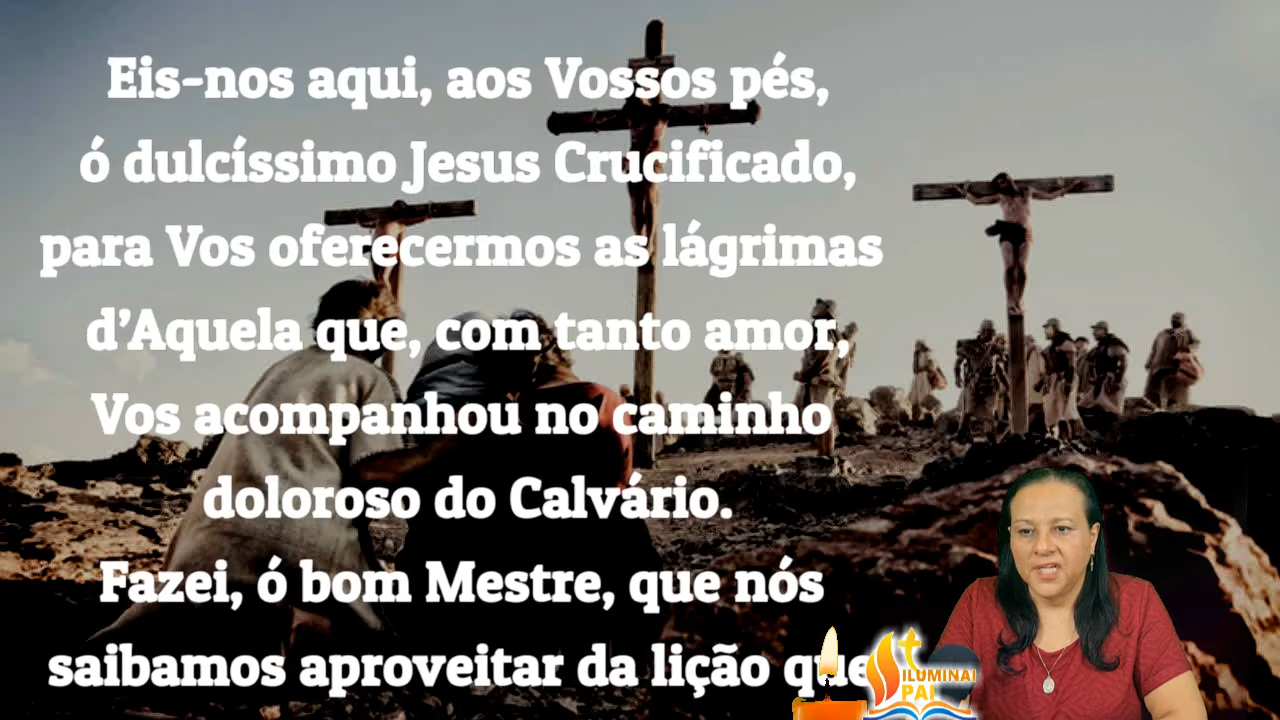 Eis-nos aqui, aos Vossos pés,
ó dulcíssimo Jesus Crucificado,
para Vos oferecermos as lágrimas
d’Aquela que, com tanto amor,
Vos acompanhou no caminho
doloroso do Calvário.
Fazei, ó bom Mestre, que nós
saibamos aproveitar da lição que
ILUMINAI
PAI